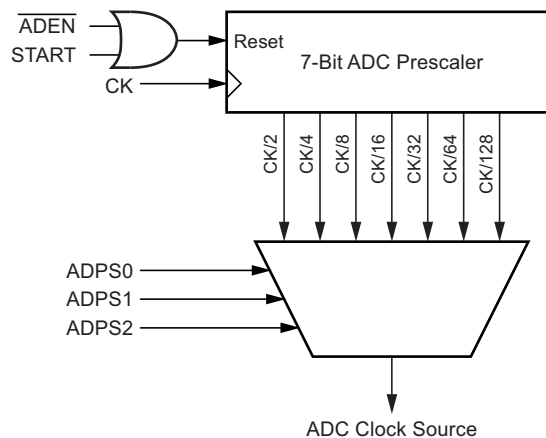 ADEN
START
Reset
7-Bit ADC Prescaler
CK
CK/2
CK/4
CK/8
CK/16
CK/32
CK/64
CK/128
ADPS0
ADPS1
ADPS2
ADC Clock Source